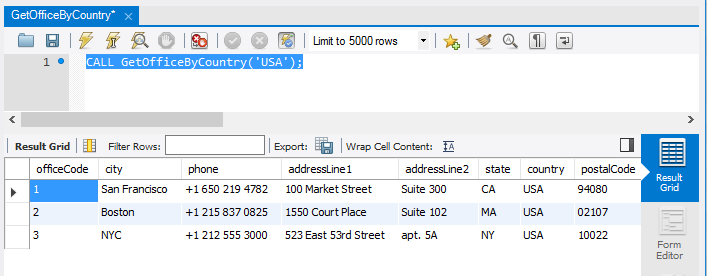 GetOfficeByCountry*
Limit to 5000 rows
1 CALL GetOfficeByCountry('USA');
Result Grid Filter Rows: Export: Wrap Cell Content:
officeCode city phone addressLine1 addressLine2 state country postalCode
1 San Francisco +1 650 219 4782 100 Market Street Suite 300 CA USA 94080
2 Boston +1 215 837 0825 1550 Court Place Suite 102 MA USA 02107
3 NYC +1 212 555 3000 523 East 53rd Street apt. 5A NY USA 10022
Result
Grid
Form
Editor